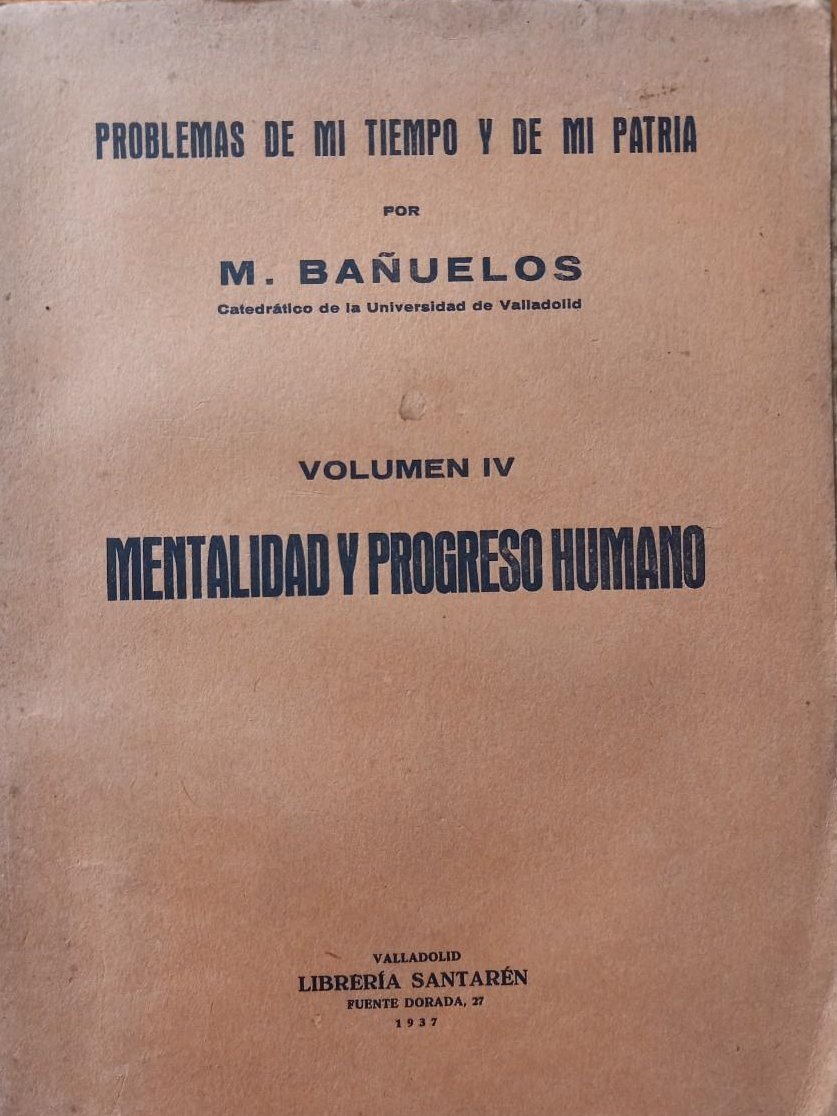 PROBLEMAS DE MI TIEMPO Y DE MI PATRIA
POR
M. BAÑUELOS
Catedrático de la Universidad de Valladolid
VOLUMEN IV
MENTALIDAD Y PROGRESO HUMANO
VALLADOLID
LIBRERÍA SANTARÉN
FUENTE DORADA, 27
1937